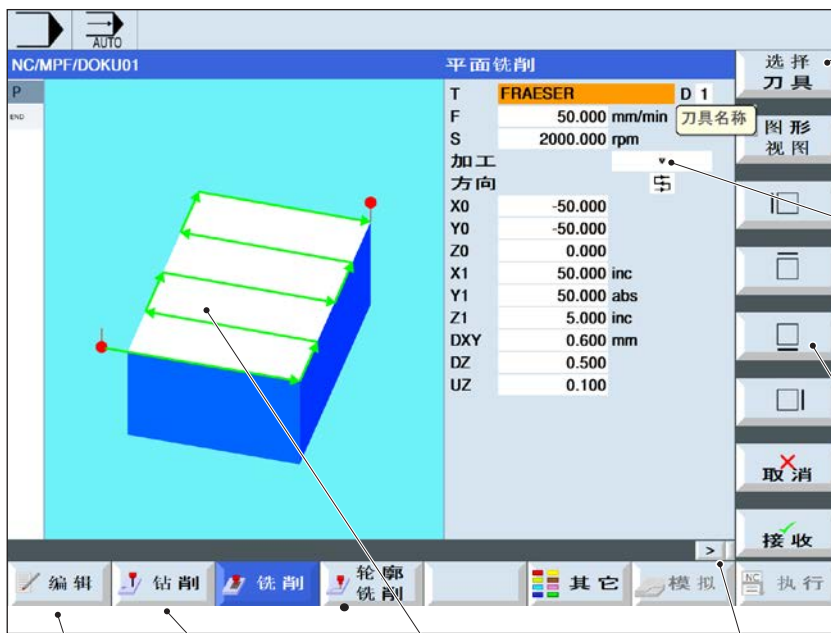 AUTO
NC/MPF/DOKU01
平面铣削
P
END
T FRAESER D 1
F 50.000 mm/min
刀具名称
S 2000.000 rpm
加工
方向
X0 -50.000
Y0 -50.000
Z0 0.000
X1 50.000 inc
Y1 50.000 abs
Z1 5.000 inc
DXY 0.600 mm
DZ 0.500
UZ 0.100
选择
刀具
图形
视图
取消
接收
>
编辑
钻削
铣削
轮廓
铣削
其它
模拟
NC
执行